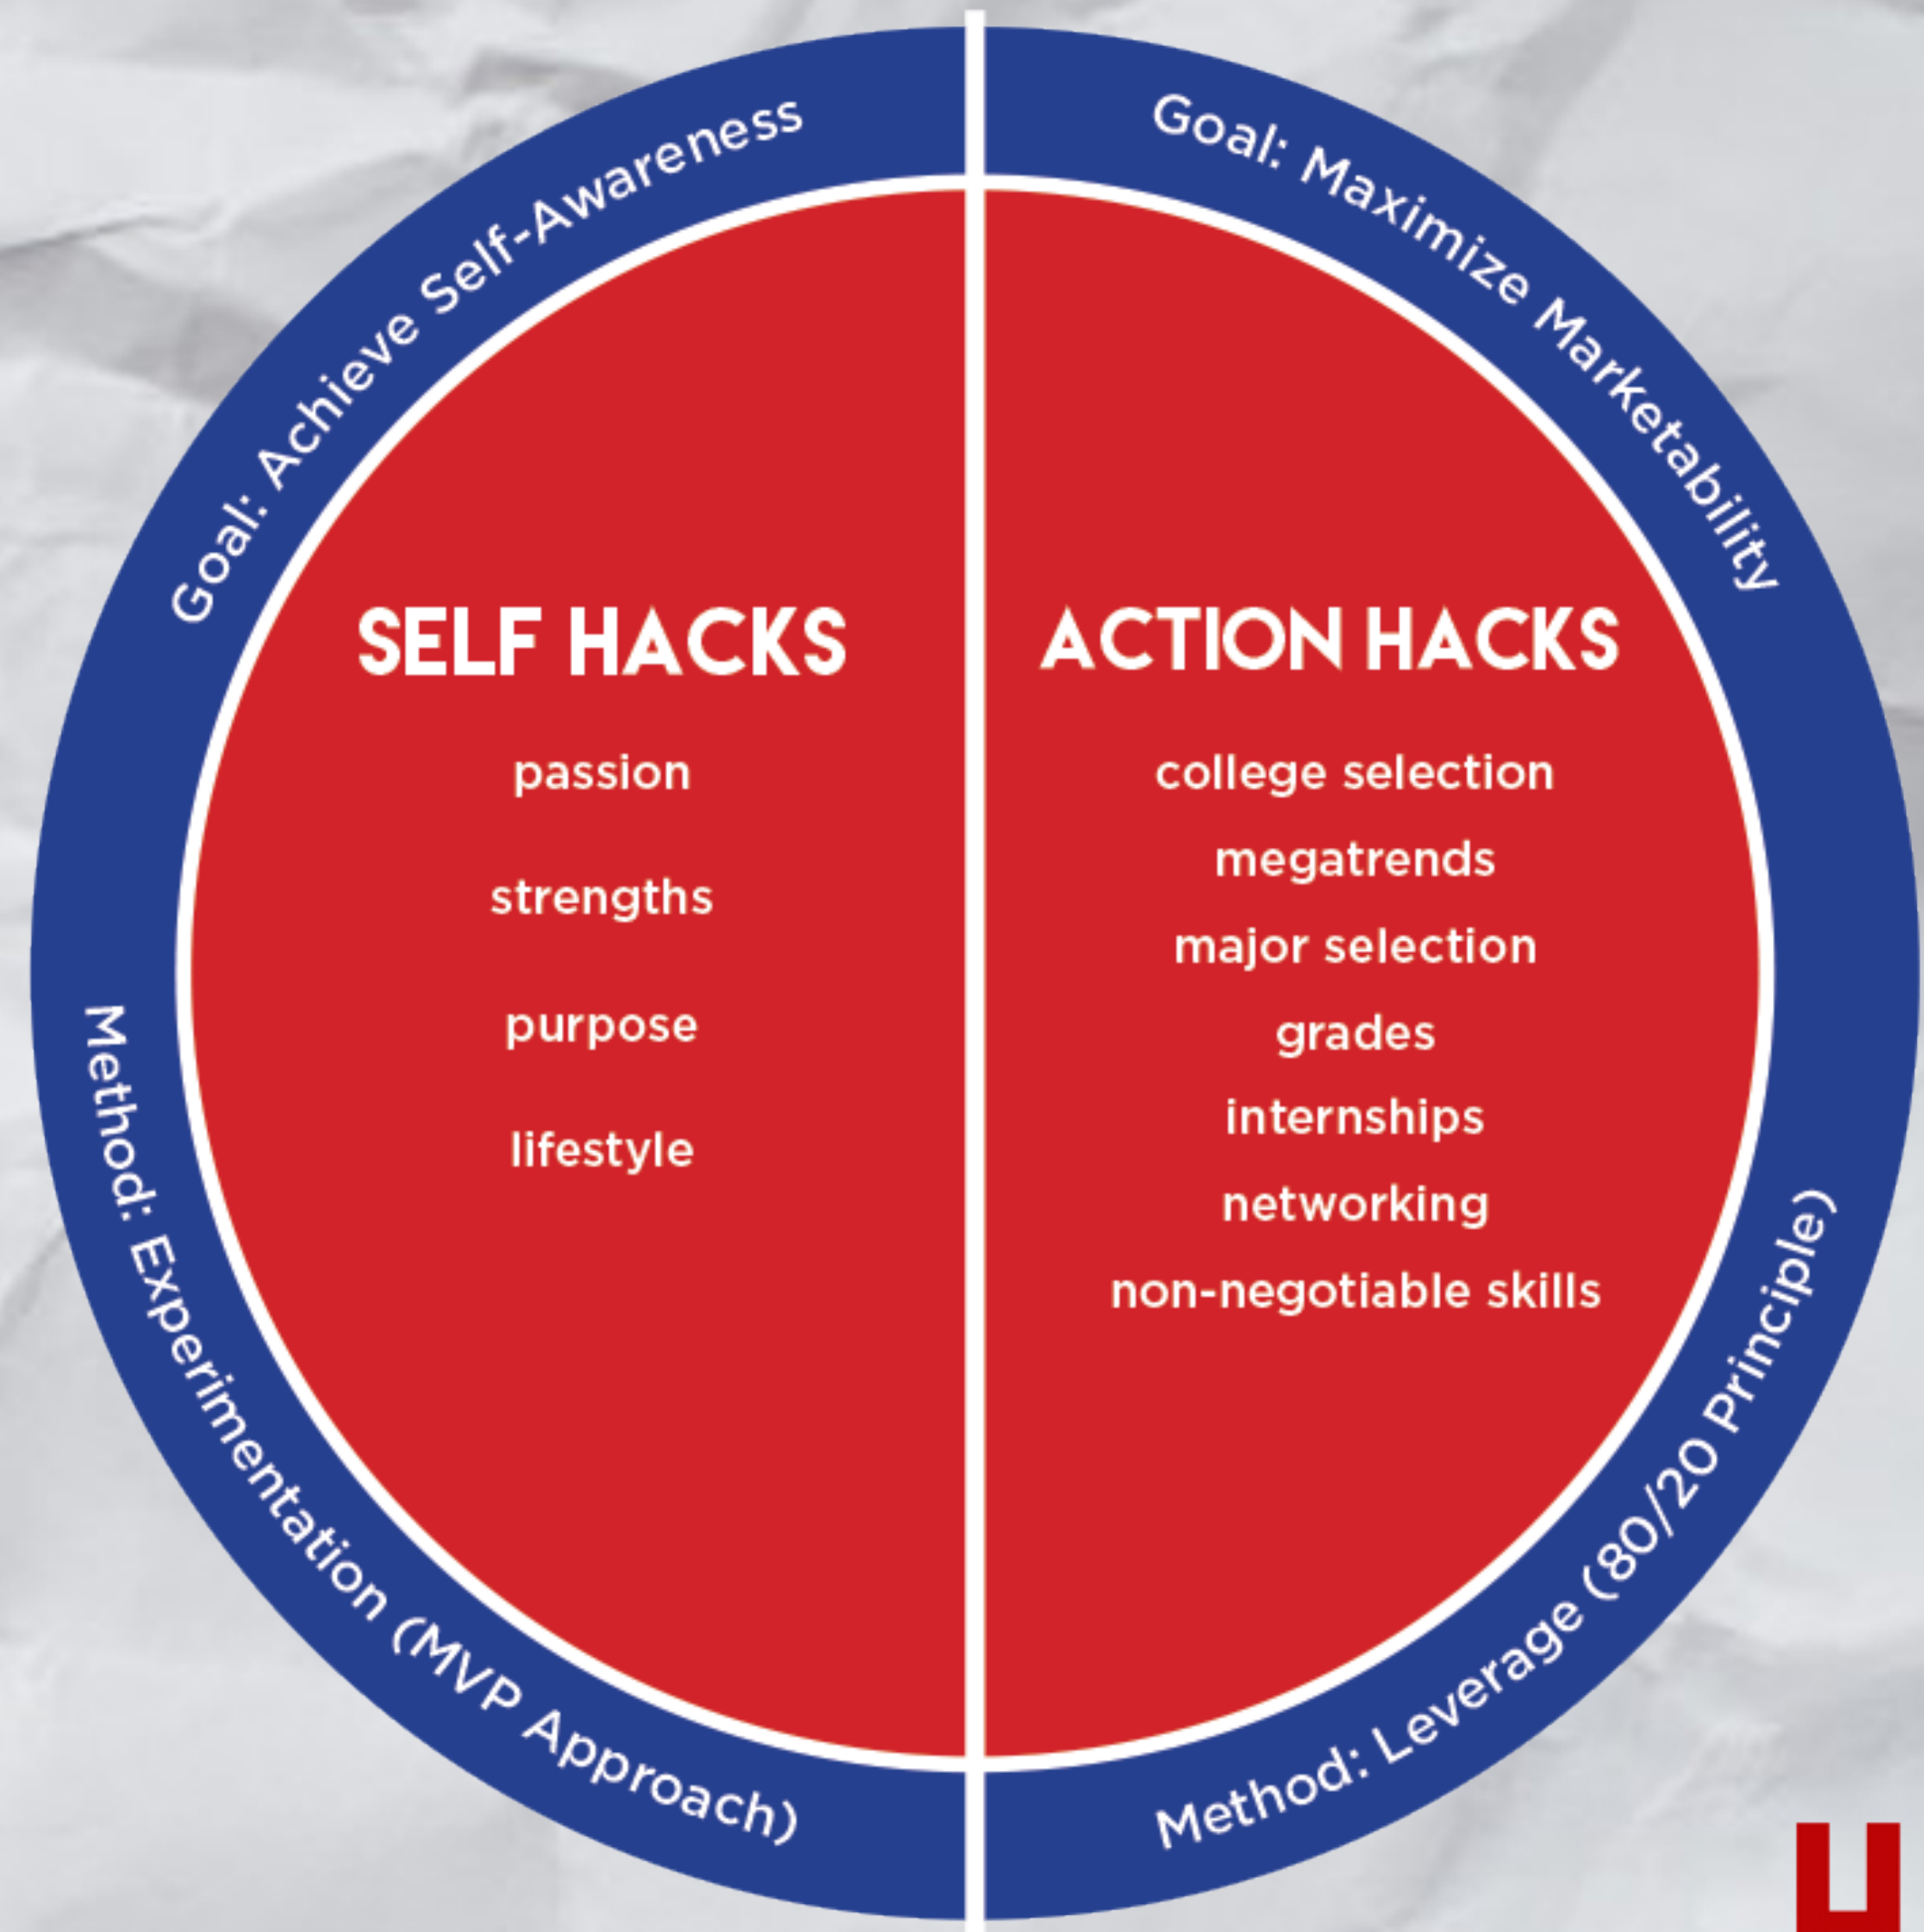 Goal: Achieve Self-Awareness
Goal: Maximize Marketability
SELF HACKS
passion
strengths
purpose
lifestyle
ACTION HACKS
college selection
megatrends
major selection
grades
internships
networking
non-negotiable skills
Method: Experimentation (MVP Approach)
Method: Leverage (80/20 Principle)